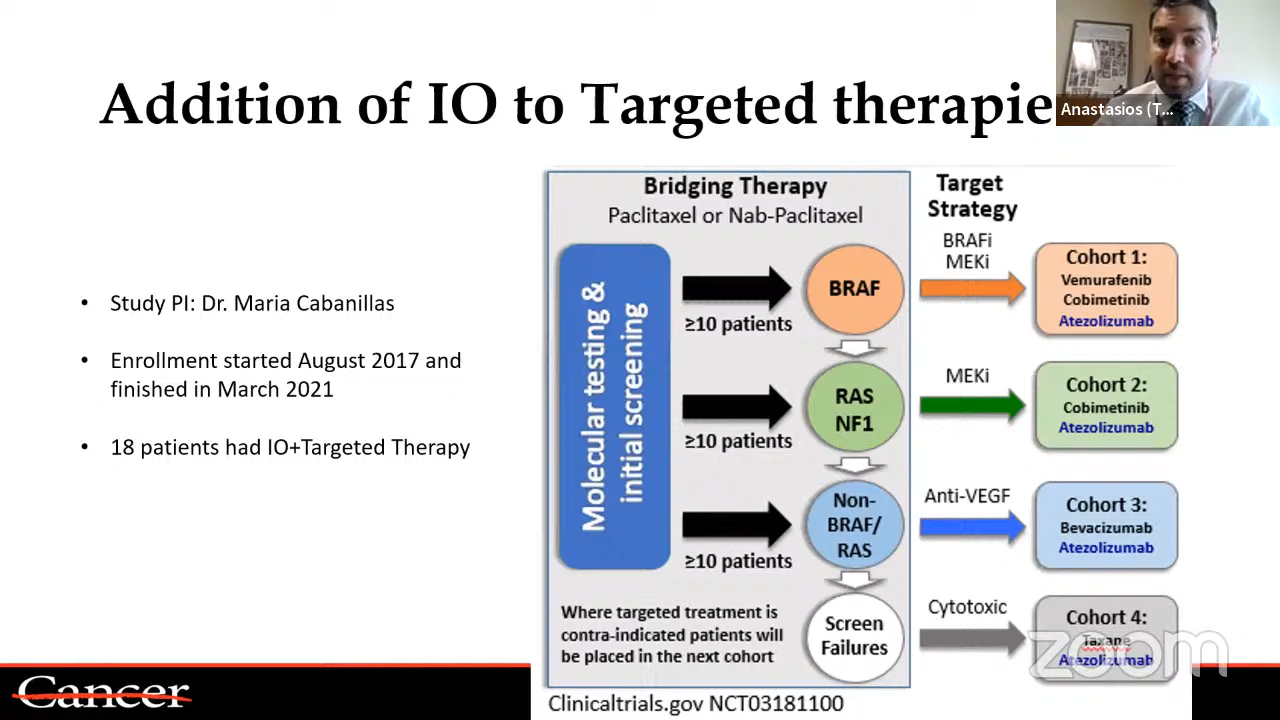 Addition of IO to Targeted therapie
Anastasios (T...
• Study PI: Dr. Maria Cabanillas
• Enrollment started August 2017 and
finished in March 2021
• 18 patients had IO+Targeted Therapy
Bridging Therapy
Paclitaxel or Nab-Paclitaxel
Target
Strategy
Molecular testing &
initial screening
≥10 patients
BRAF
BRAFi
MEKi
Cohort 1:
Vemurafenib
Cobimetinib
Atezolizumab
≥10 patients
RAS
NF1
MEKi
Cohort 2:
Cobimetinib
Atezolizumab
≥10 patients
Non-
BRAF/
RAS
Anti-VEGF
Cohort 3:
Bevacizumab
Atezolizumab
Where targeted treatment is
contra-indicated patients will
be placed in the next cohort
Screen
Failures
Cytotoxic
Cohort 4:
Taxane
Atezolizumab
zoom
Cancer
Clinicaltrials.gov NCT03181100